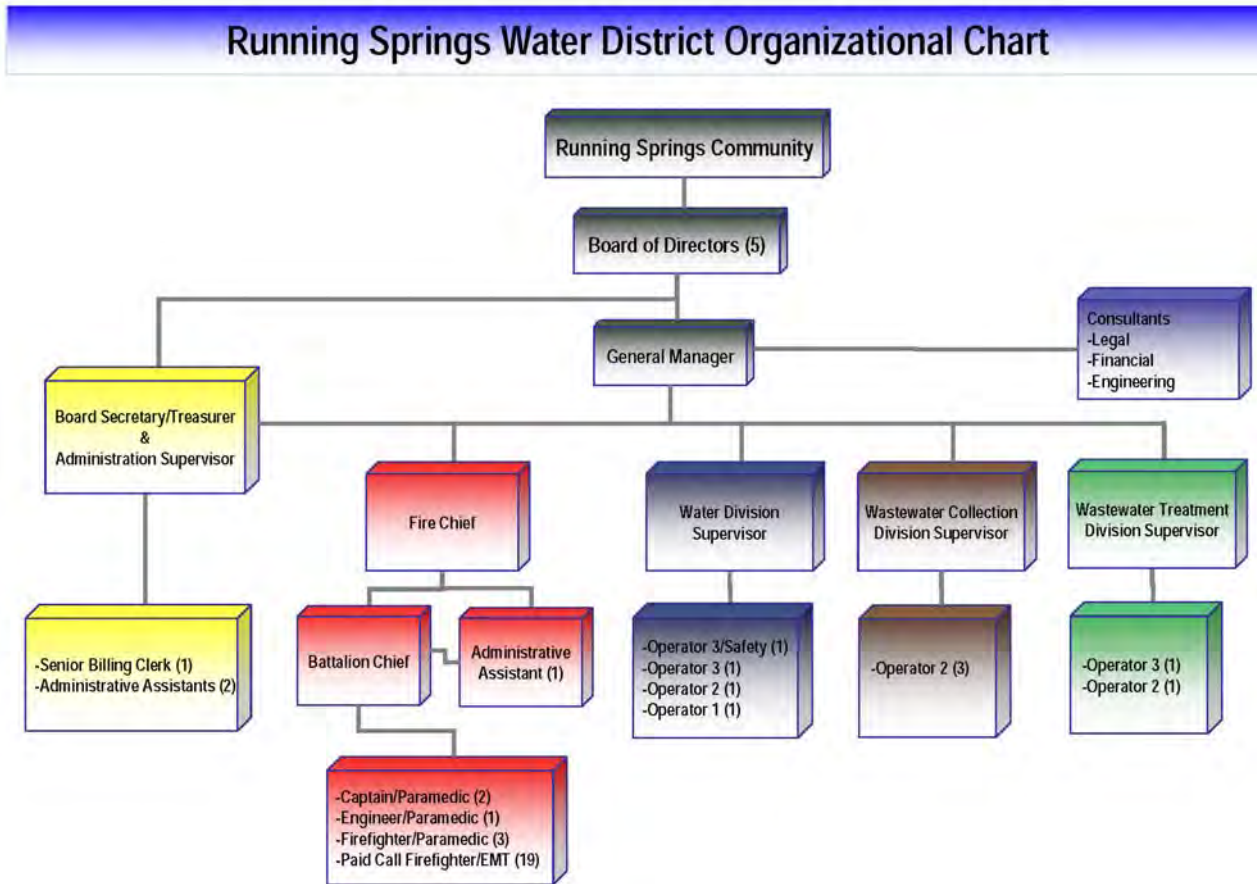 Running Springs Water District Organizational Chart
Running Springs Community
Board of Directors (5)
General Manager
Consultants
-Legal
-Financial
-Engineering
Board Secretary/Treasurer
&
Administration Supervisor
Fire Chief
Water Division
Supervisor
Wastewater Collection
Division Supervisor
Wastewater Treatment
Division Supervisor
-Senior Billing Clerk (1)
-Administrative Assistants (2)
Battalion Chief
Administrative
Assistant (1)
-Operator 3/Safety (1)
-Operator 3 (1)
-Operator 2 (1)
-Operator 1 (1)
-Operator 2 (3)
-Operator 3 (1)
-Operator 2 (1)
-Captain/Paramedic (2)
-Engineer/Paramedic (1)
-Firefighter/Paramedic (3)
-Paid Call Firefighter/EMT (19)